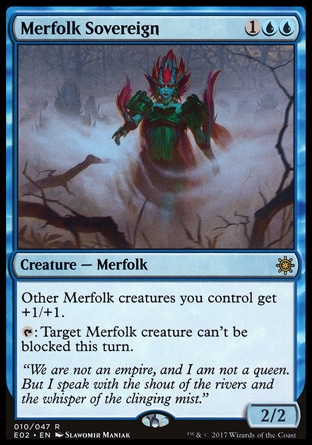 Merfolk Sovereign 1
Creature — Merfolk
Other Merfolk creatures you control get
+1/+1.
: Target Merfolk creature can't be
blocked this turn.
"We are not an empire, and I am not a queen.
But I speak with the shout of the rivers and
the whisper of the clinging mist."
2/2
010/047 R
E02 • EN Slawomir Maniak
™ & © 2017 Wizards of the Coast